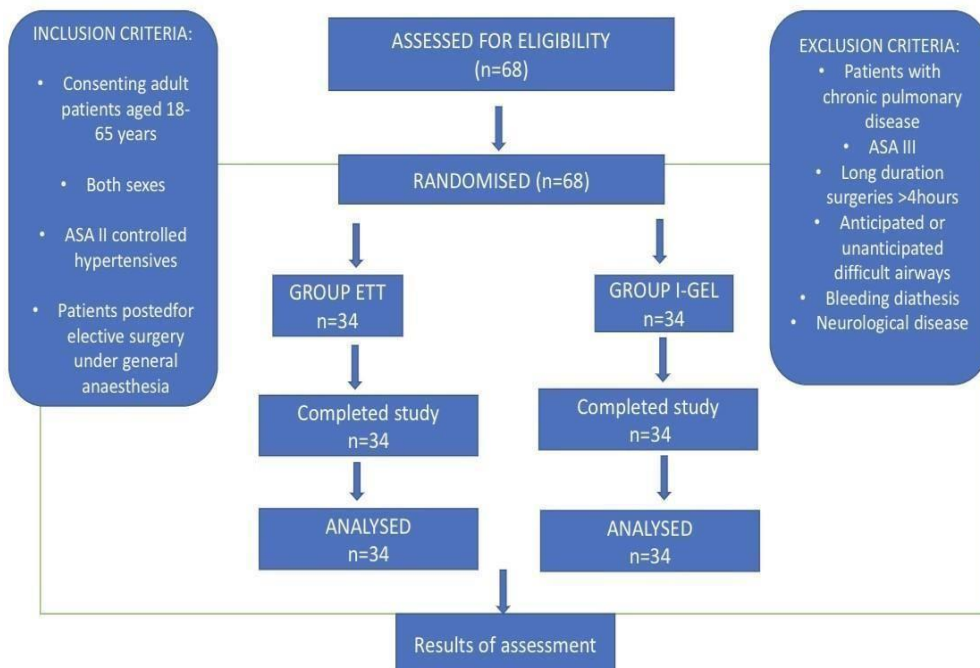 INCLUSION CRITERIA:
• Consenting adult
patients aged 18-
65 years
• Both sexes
• ASA II controlled
hypertensives
• Patients postedfor
elective surgery
under general
anaesthesia
ASSESSED FOR ELIGIBILITY
(n=68)
EXCLUSION CRITERIA:
• Patients with
chronic pulmonary
disease
• ASA III
• Long duration
surgeries >4hours
• Anticipated or
unanticipated
difficult airways
• Bleeding diathesis
• Neurological disease
RANDOMISED (n=68)
GROUP ETT
n=34
GROUP I-GEL
n=34
Completed study
n=34
Completed study
n=34
ANALYSED
n=34
ANALYSED
n=34
Results of assessment